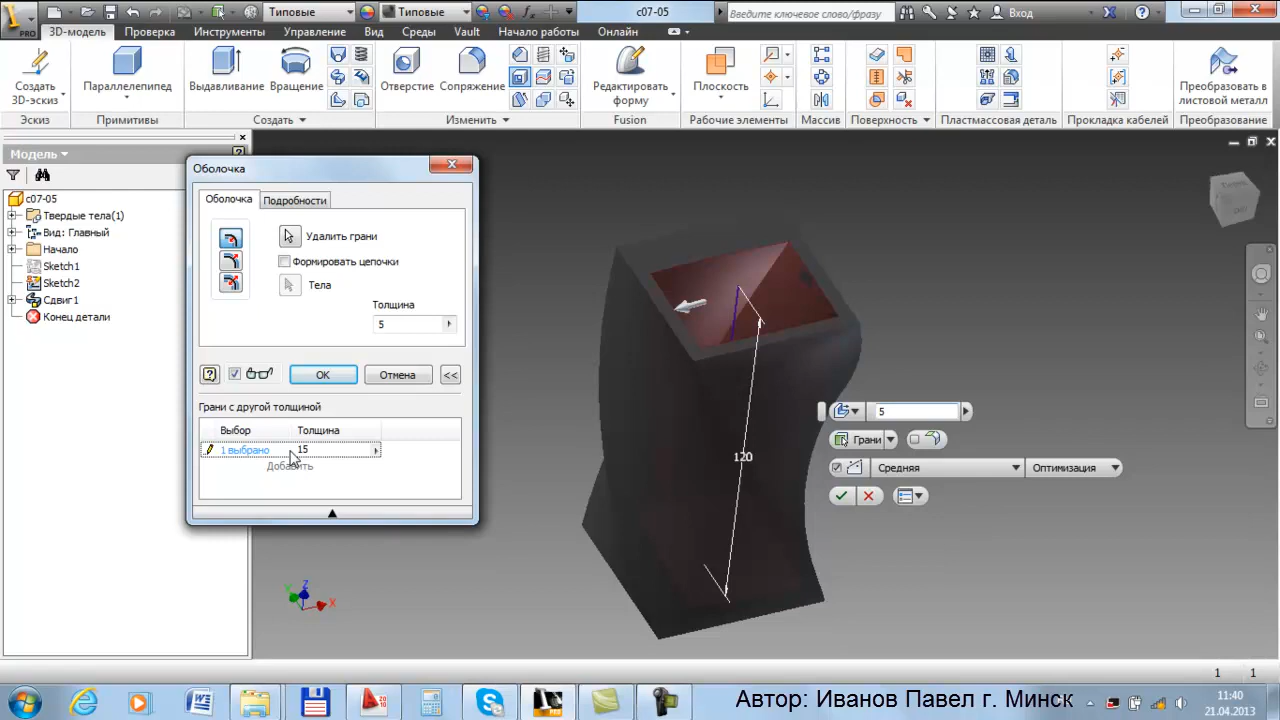 Типовые
Типовые
с07-05
Введите ключевое слово/фразу
Вход
PRO
3D-модель
Проверка
Инструменты
Управление
Вид
Среды
Vault
Начало работы
Онлайн
Создать 3D-эскиз
Параллелепипед
Выдавливание
Вращение
Отверстие
Сопряжение
Редактировать форму
Плоскость
Преобразовать в листовой металл
Эскиз
Примитивы
Создать
Изменить
Fusion
Рабочие элементы
Массив
Поверхность
Пластмассовая деталь
Прокладка кабелей
Преобразование
Модель
с07-05
Твердые тела(1)
Вид: Главный
Начало
Sketch1
Sketch2
Сдвиг1
Конец детали
Оболочка
Оболочка
Подробности
Удалить грани
Формировать цепочки
Тела
Толщина
5
OK
Отмена
<<
Грани с другой толщиной
Выбор
Толщина
1 выбрано
15
Добавить
120
5
Грани
Средняя
Оптимизация
X
Y
Z
1
1
Автор: Иванов Павел г. Минск
11:40
21.04.2013